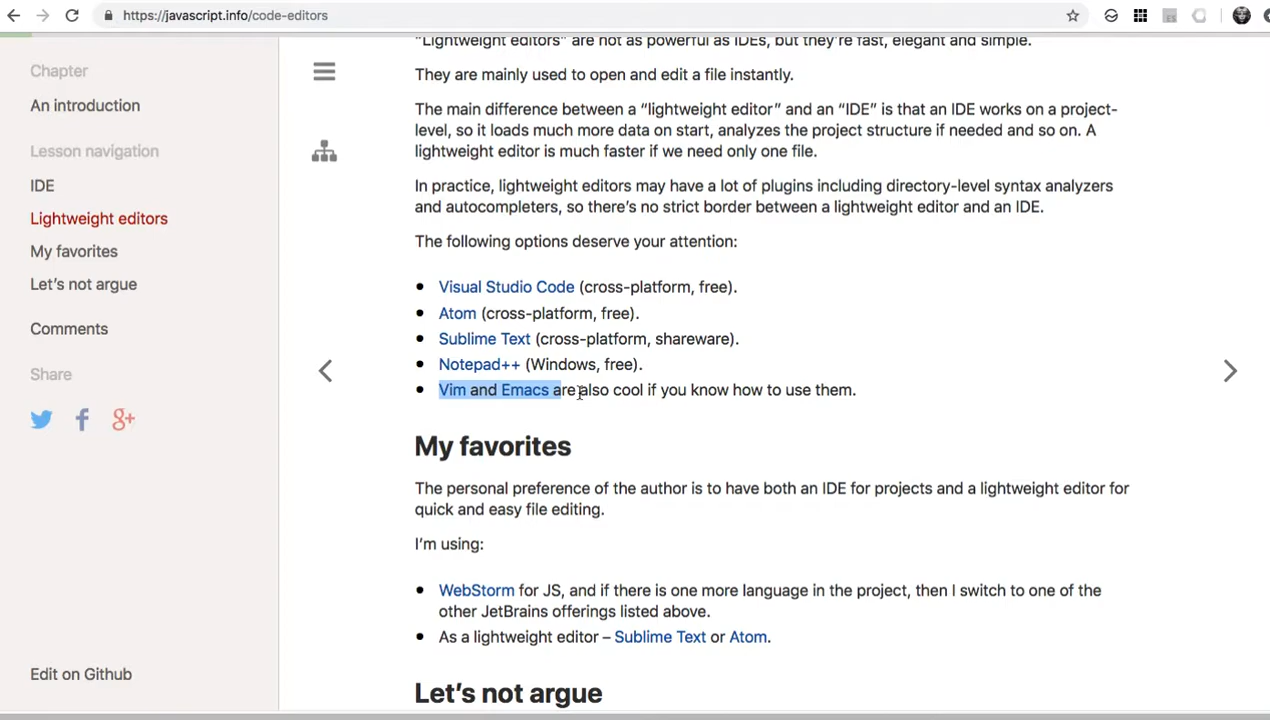 https://javascript.info/code-editors
Chapter
An introduction
Lesson navigation
IDE
Lightweight editors
My favorites
Let's not argue
Comments
Share
Edit on Github
“Lightweight editors” are not as powerful as IDEs, but they're fast, elegant and simple.
They are mainly used to open and edit a file instantly.
The main difference between a “lightweight editor” and an “IDE” is that an IDE works on a project-
level, so it loads much more data on start, analyzes the project structure if needed and so on. A
lightweight editor is much faster if we need only one file.
In practice, lightweight editors may have a lot of plugins including directory-level syntax analyzers
and autocompleters, so there's no strict border between a lightweight editor and an IDE.
The following options deserve your attention:
• Visual Studio Code (cross-platform, free).
• Atom (cross-platform, free).
• Sublime Text (cross-platform, shareware).
• Notepad++ (Windows, free).
• Vim and Emacs are also cool if you know how to use them.
My favorites
The personal preference of the author is to have both an IDE for projects and a lightweight editor for
quick and easy file editing.
I'm using:
• WebStorm for JS, and if there is one more language in the project, then I switch to one of the
other JetBrains offerings listed above.
• As a lightweight editor – Sublime Text or Atom.
Let's not argue